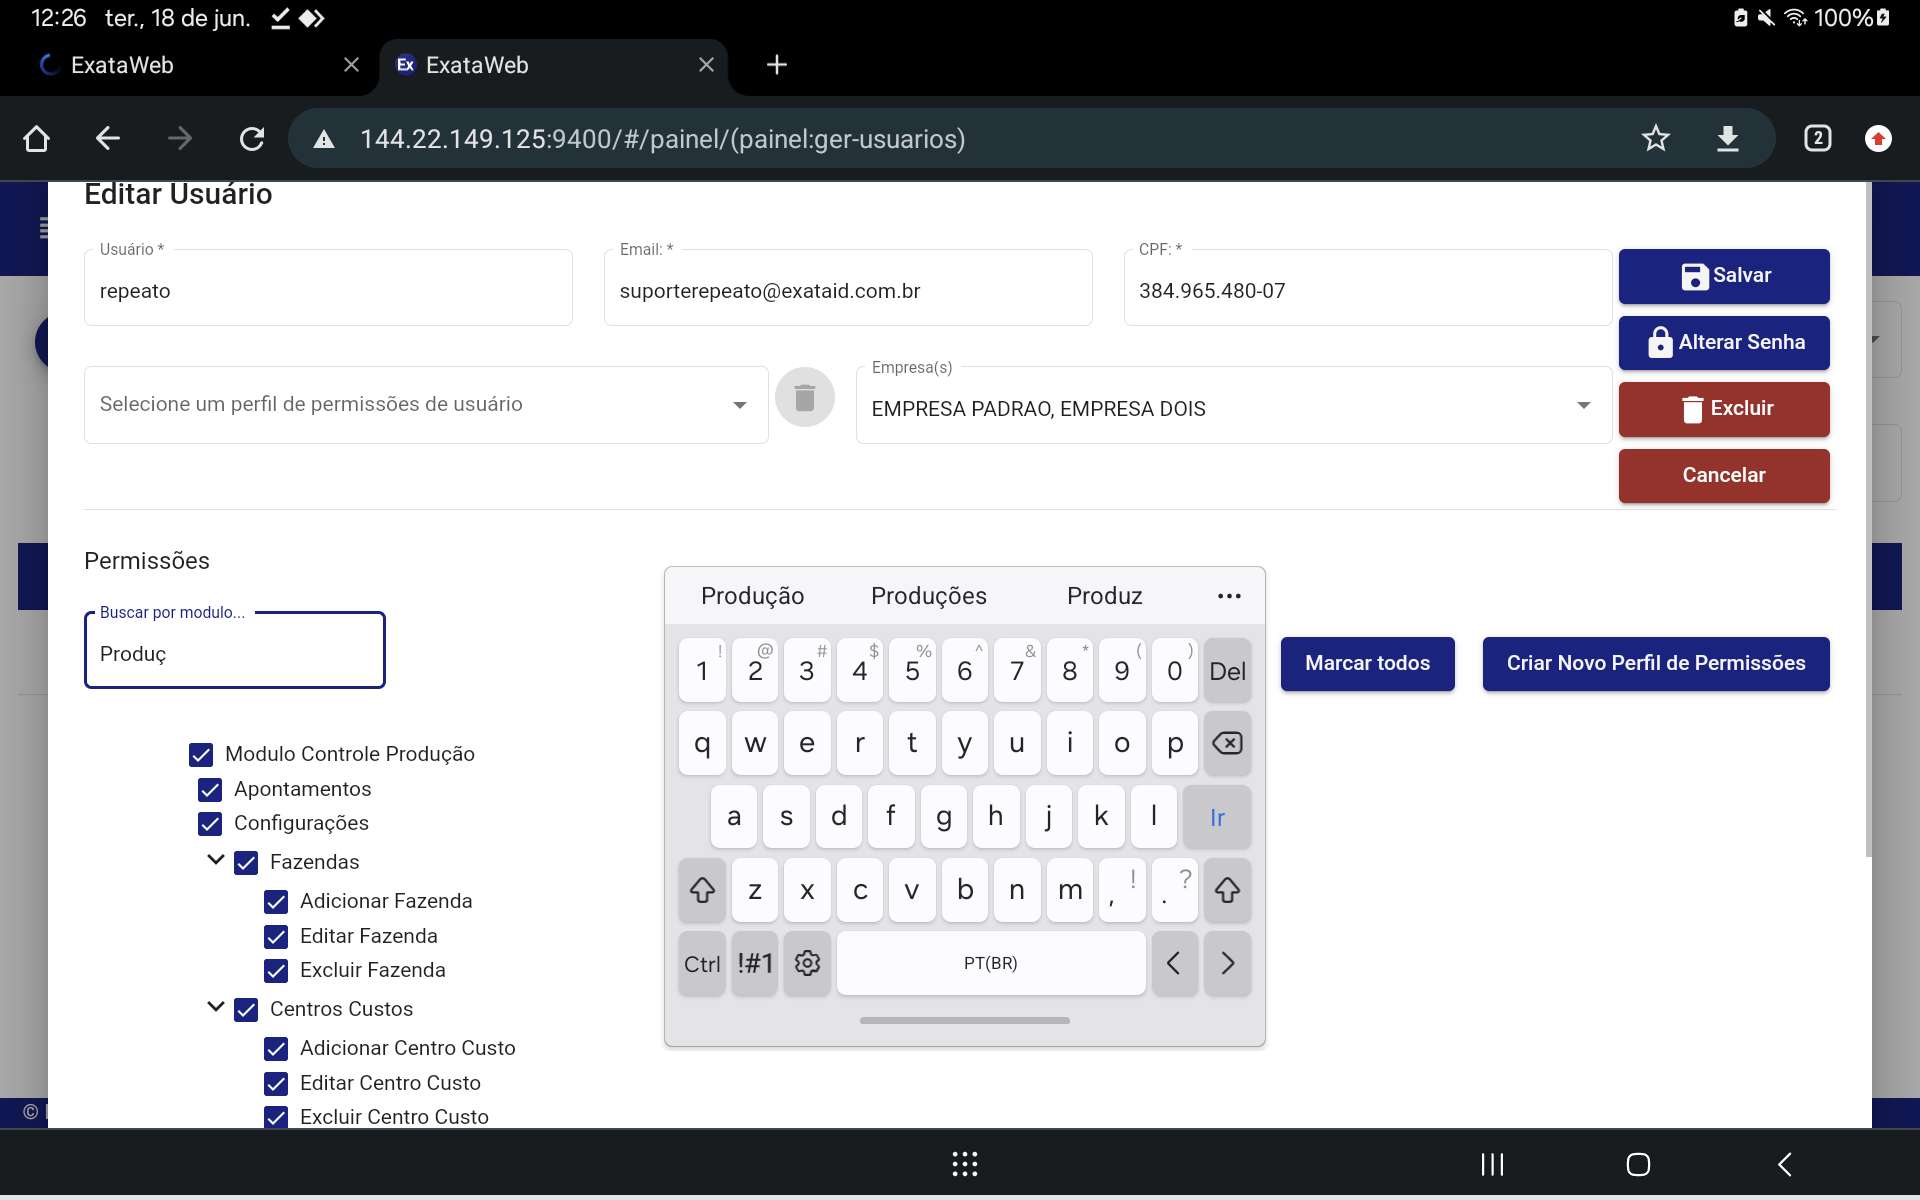 12:26 ter., 18 de jun. 100%
ExataWeb
Ex ExataWeb
144.22.149.125:9400/#/painel/(painel:ger-usuarios)
2
Editar Usuário
Usuário *
repeato
Email: *
suporterepeato@exataid.com.br
CPF: *
384.965.480-07
Salvar
Alterar Senha
Selecione um perfil de permissões de usuário
Empresa(s)
EMPRESA PADRAO, EMPRESA DOIS
Excluir
Cancelar
Permissões
Buscar por modulo...
Produç
Marcar todos
Criar Novo Perfil de Permissões
Modulo Controle Produção
Apontamentos
Configurações
Fazendas
Adicionar Fazenda
Editar Fazenda
Excluir Fazenda
Centros Custos
Adicionar Centro Custo
Editar Centro Custo
Excluir Centro Custo
Produção Produções Produz ...
! @ # $ % ^ & * ( )
1 2 3 4 5 6 7 8 9 0 Del
q w e r t y u i o p
a s d f g h j k l Ir
z x c v b n m , ! . ?
Ctrl !#1 PT(BR) < >
©